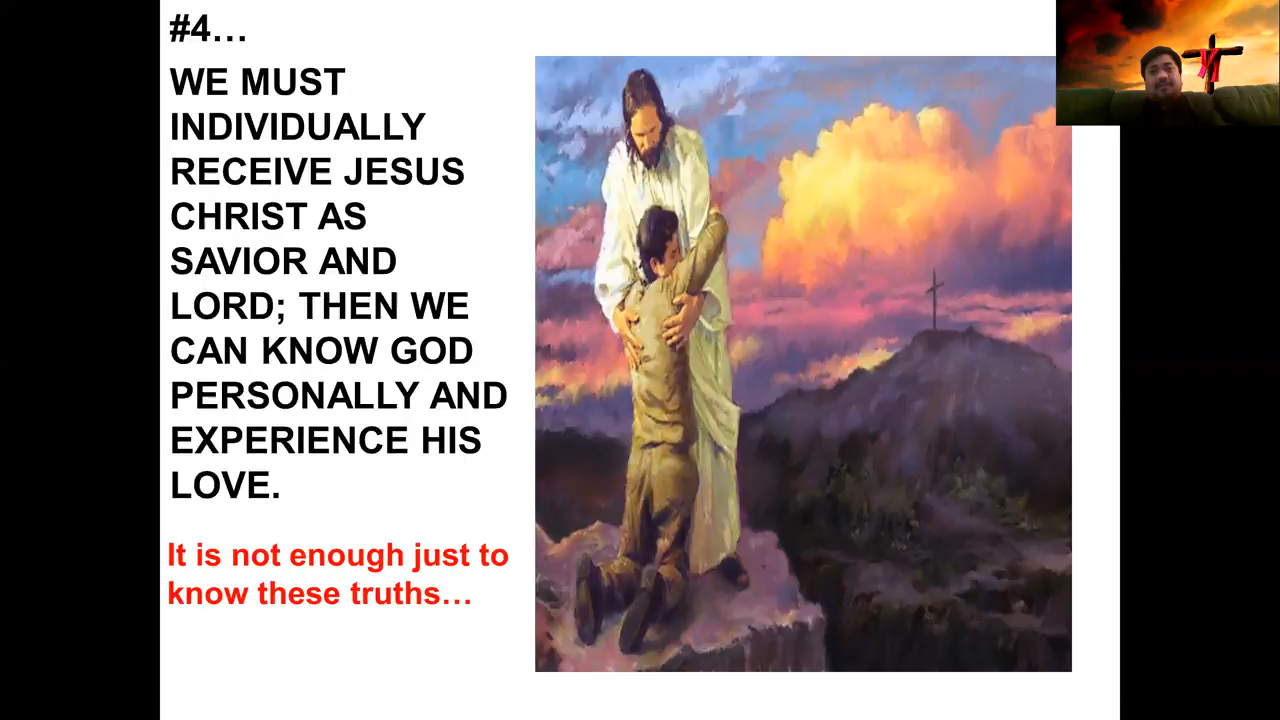 #4…
WE MUST
INDIVIDUALLY
RECEIVE JESUS
CHRIST AS
SAVIOR AND
LORD; THEN WE
CAN KNOW GOD
PERSONALLY AND
EXPERIENCE HIS
LOVE.
It is not enough just to
know these truths…